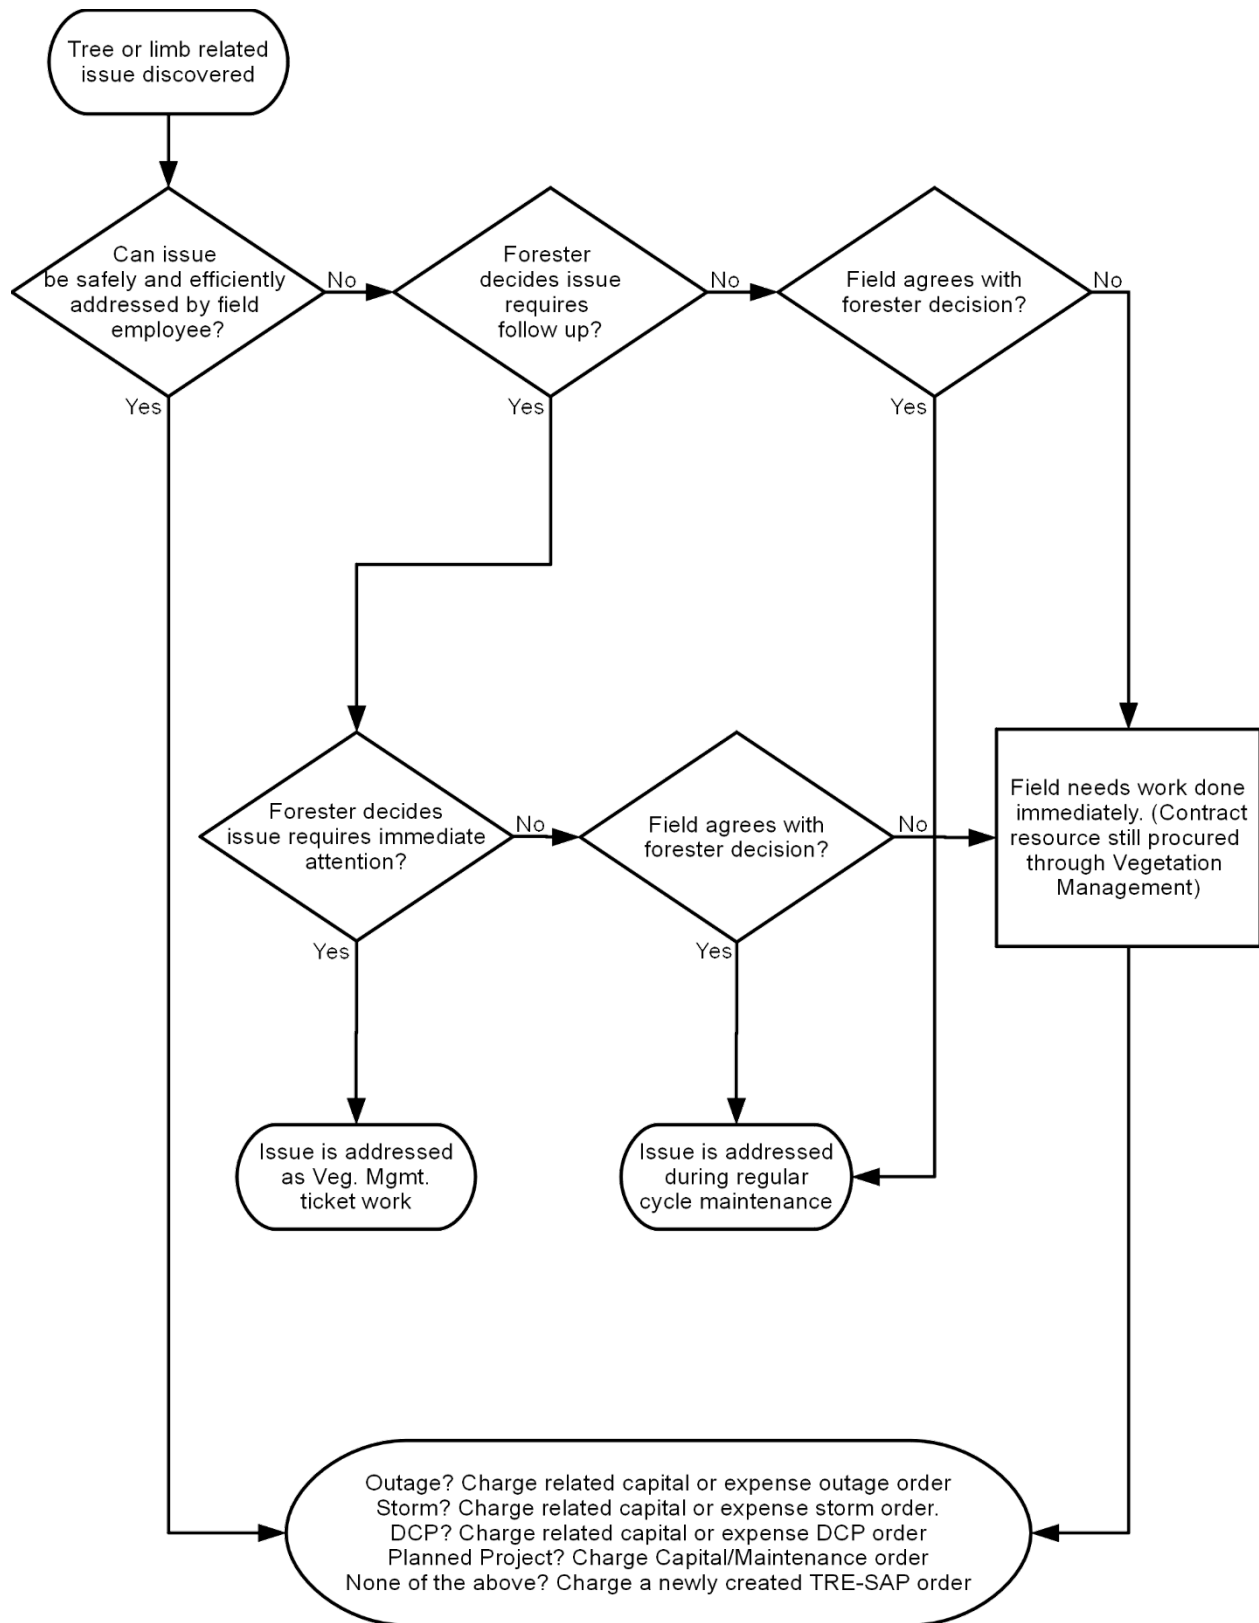 Tree or limb related
issue discovered
Can issue
be safely and efficiently
addressed by field
employee?
No
Yes
Forester
decides issue
requires
follow up?
No
Yes
Field agrees with
forester decision?
No
Yes
Forester decides
issue requires immediate
attention?
No
Yes
Field agrees with
forester decision?
No
Yes
Field needs work done
immediately. (Contract
resource still procured
through Vegetation
Management)
Issue is addressed
as Veg. Mgmt.
ticket work
Issue is addressed
during regular
cycle maintenance
Outage? Charge related capital or expense outage order
Storm? Charge related capital or expense storm order.
DCP? Charge related capital or expense DCP order
Planned Project? Charge Capital/Maintenance order
None of the above? Charge a newly created TRE-SAP order